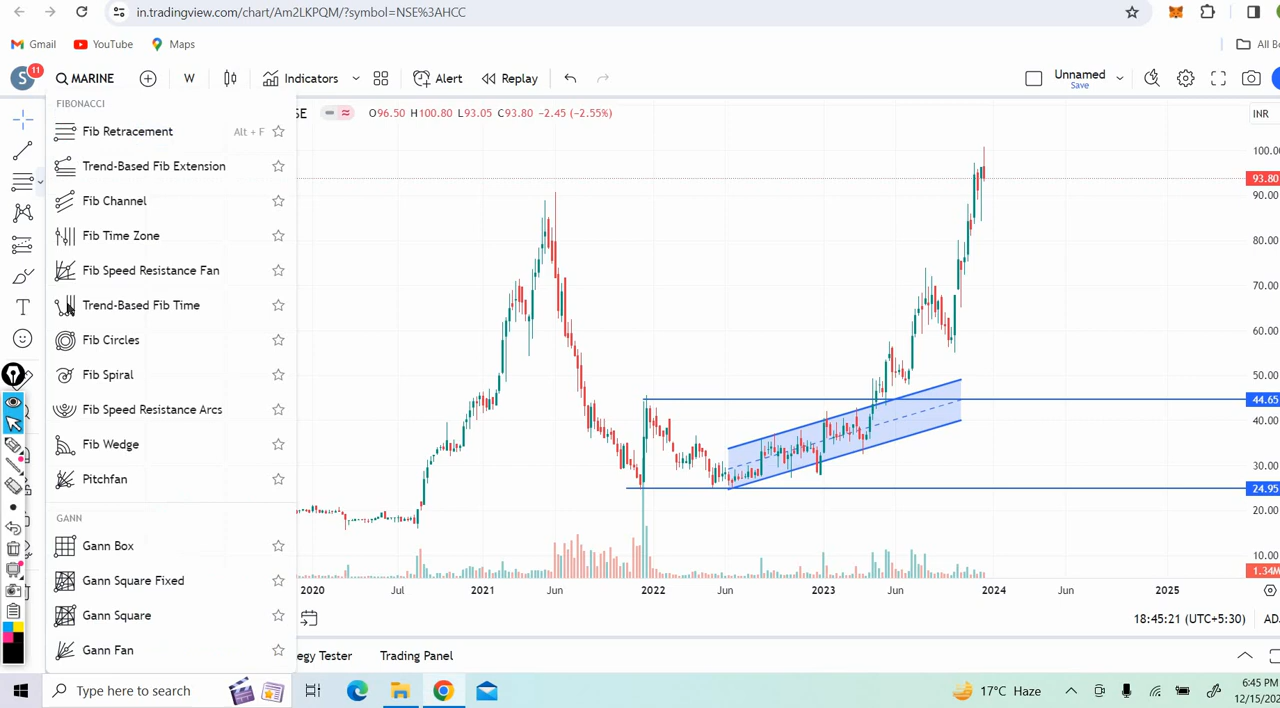 in.tradingview.com/chart/Am2LKPQM/?symbol=NSE%3AHCC
Gmail YouTube Maps All Bo
S 11 MARINE W Indicators Alert Replay Unnamed
Save
FIBONACCI
Fib Retracement Alt + F
Trend-Based Fib Extension
Fib Channel
Fib Time Zone
Fib Speed Resistance Fan
Trend-Based Fib Time
Fib Circles
Fib Spiral
Fib Speed Resistance Arcs
Fib Wedge
Pitchfan
GANN
Gann Box
Gann Square Fixed
Gann Square
Gann Fan
SE O96.50 H100.80 L93.05 C93.80 −2.45 (−2.55%)
INR
100.00
93.80
90.00
80.00
70.00
60.00
50.00
44.65
40.00
30.00
24.95
20.00
10.00
1.34M
2020 Jul 2021 Jun 2022 Jun 2023 Jun 2024 Jun 2025
18:45:21 (UTC+5:30) AD
egy Tester Trading Panel
Type here to search
17°C Haze
6:45 PM
12/15/202